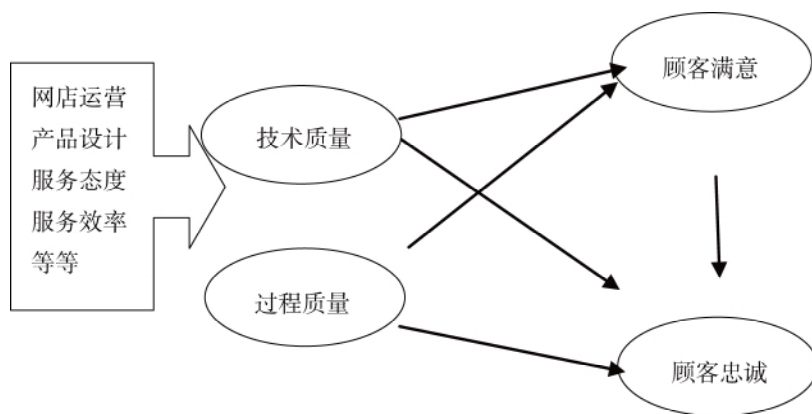 网店运营
产品设计
服务态度
服务效率
等等
技术质量
过程质量
顾客满意
顾客忠诚